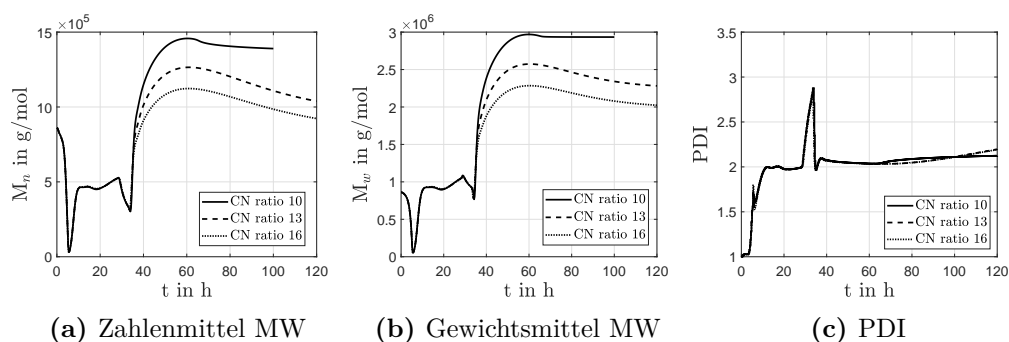 ×10⁵
15
10
5
0
M_n in g/mol
0 20 40 60 80 100 120
t in h
CN ratio 10
CN ratio 13
CN ratio 16
(a) Zahlenmittel MW
×10⁶
3
2.5
2
1.5
1
0.5
0
M_w in g/mol
0 20 40 60 80 100 120
t in h
CN ratio 10
CN ratio 13
CN ratio 16
(b) Gewichtsmittel MW
3.5
3
2.5
2
1.5
1
PDI
0 20 40 60 80 100 120
t in h
CN ratio 10
CN ratio 13
CN ratio 16
(c) PDI